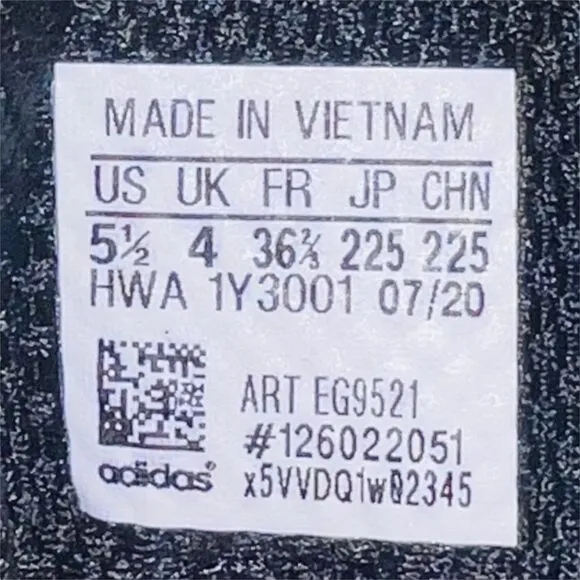 MADE IN VIETNAM
US UK FR JP CHN
5½ 4 36⅔ 225 225
HWA 1Y3001 07/20
ART EG9521
#126022051
adidas®